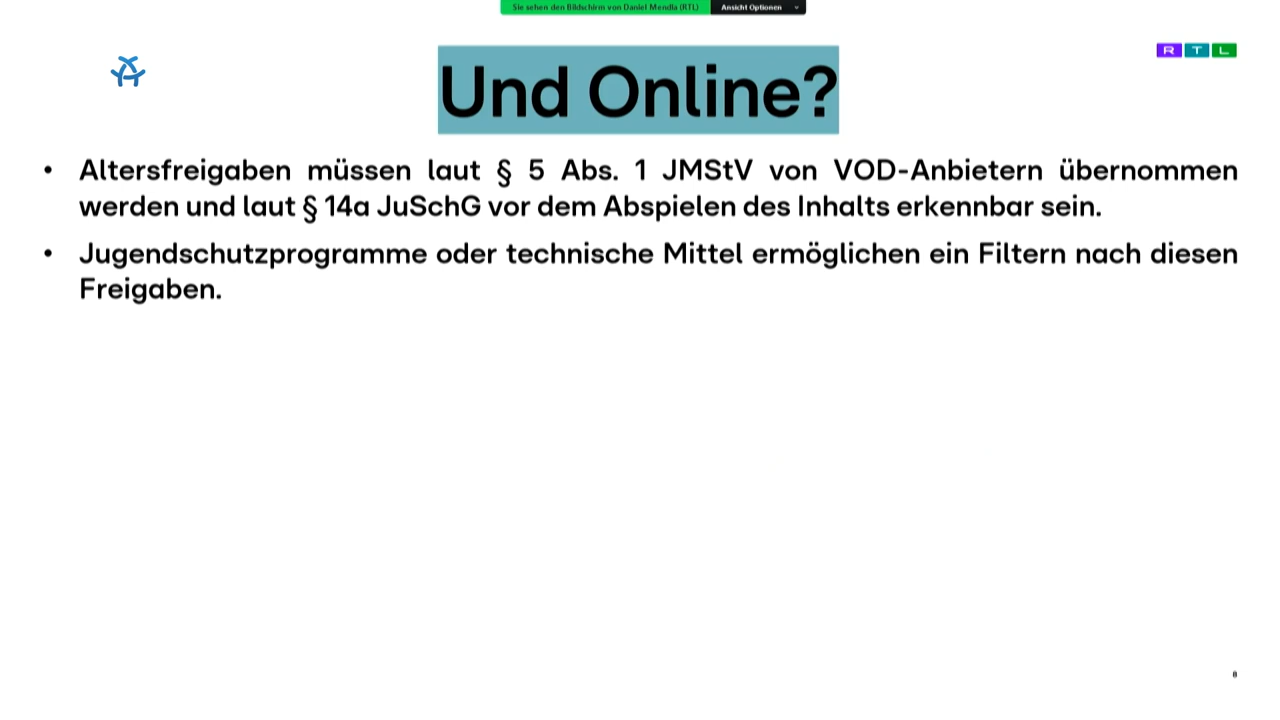 Sie sehen den Bildschirm von Daniel Mendla (RTL) Ansicht Optionen
RTL
Und Online?
• Altersfreigaben müssen laut § 5 Abs. 1 JMStV von VOD-Anbietern übernommen
werden und laut § 14a JuSchG vor dem Abspielen des Inhalts erkennbar sein.
• Jugendschutzprogramme oder technische Mittel ermöglichen ein Filtern nach diesen
Freigaben.
8